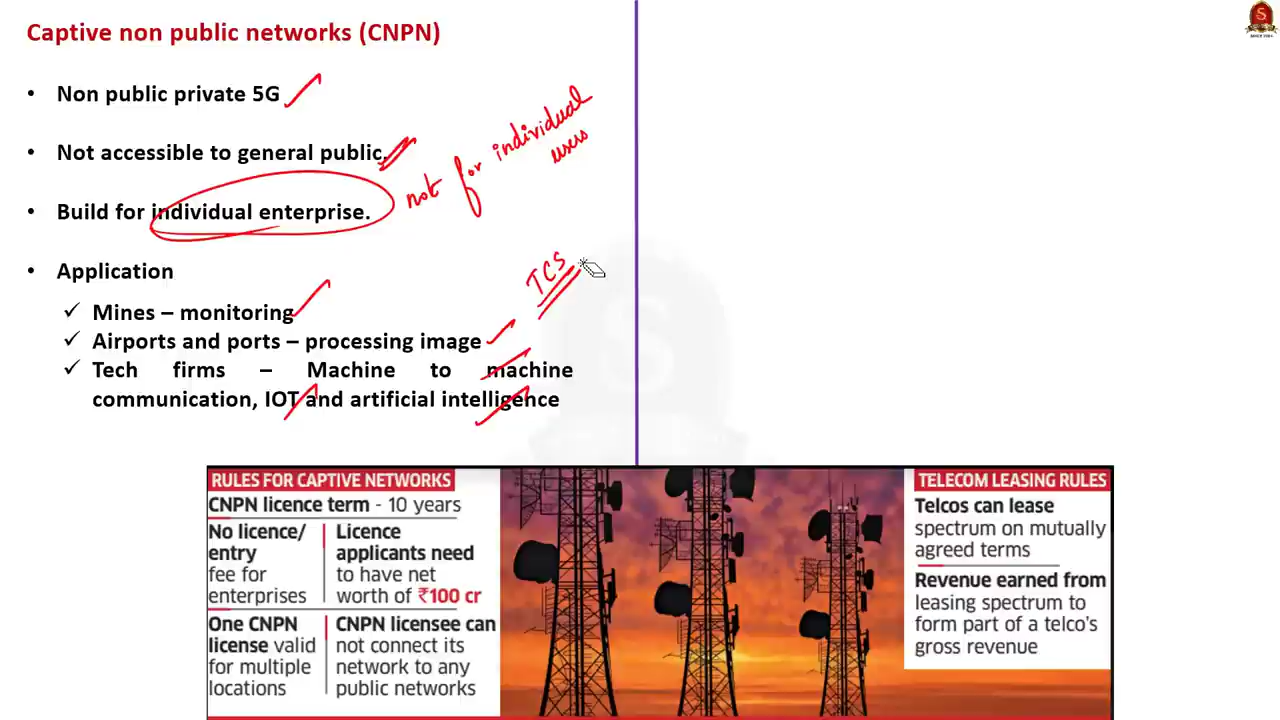 Captive non public networks (CNPN)
• Non public private 5G
• Not accessible to general public.
not for individual
users
• Build for individual enterprise.
• Application
TCS
✓ Mines – monitoring
✓ Airports and ports – processing image
✓ Tech firms – Machine to machine
communication, IOT and artificial intelligence
RULES FOR CAPTIVE NETWORKS
CNPN licence term - 10 years
No licence/
entry
fee for
enterprises
Licence
applicants need
to have net
worth of ₹100 cr
One CNPN
license valid
for multiple
locations
CNPN licensee can
not connect its
network to any
public networks
TELECOM LEASING RULES
Telcos can lease
spectrum on mutually
agreed terms
Revenue earned from
leasing spectrum to
form part of a telco's
gross revenue
S